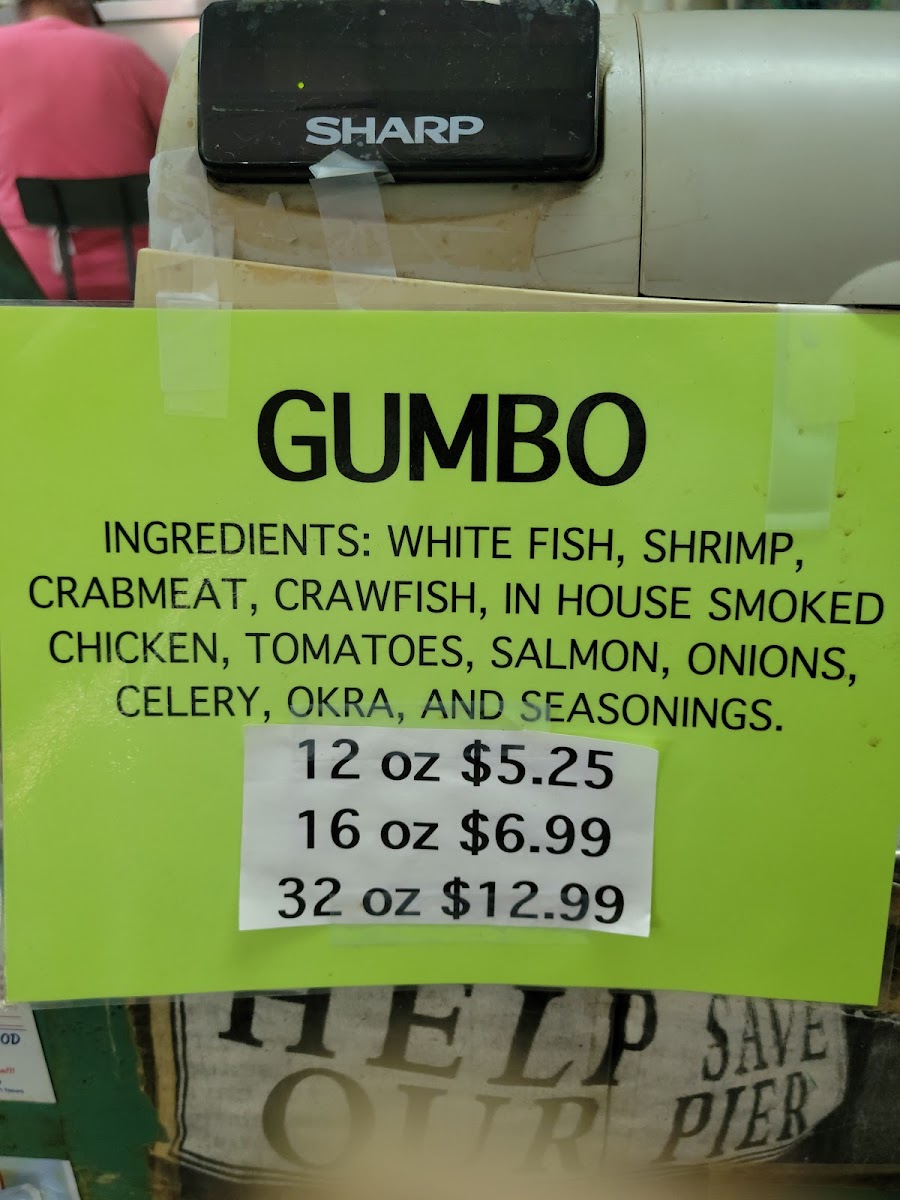 SHARP
GUMBO
INGREDIENTS: WHITE FISH, SHRIMP,
CRABMEAT, CRAWFISH, IN HOUSE SMOKED
CHICKEN, TOMATOES, SALMON, ONIONS,
CELERY, OKRA, AND SEASONINGS.
12 oz $5.25
16 oz $6.99
32 oz $12.99
HELP SAVE
OUR PIER